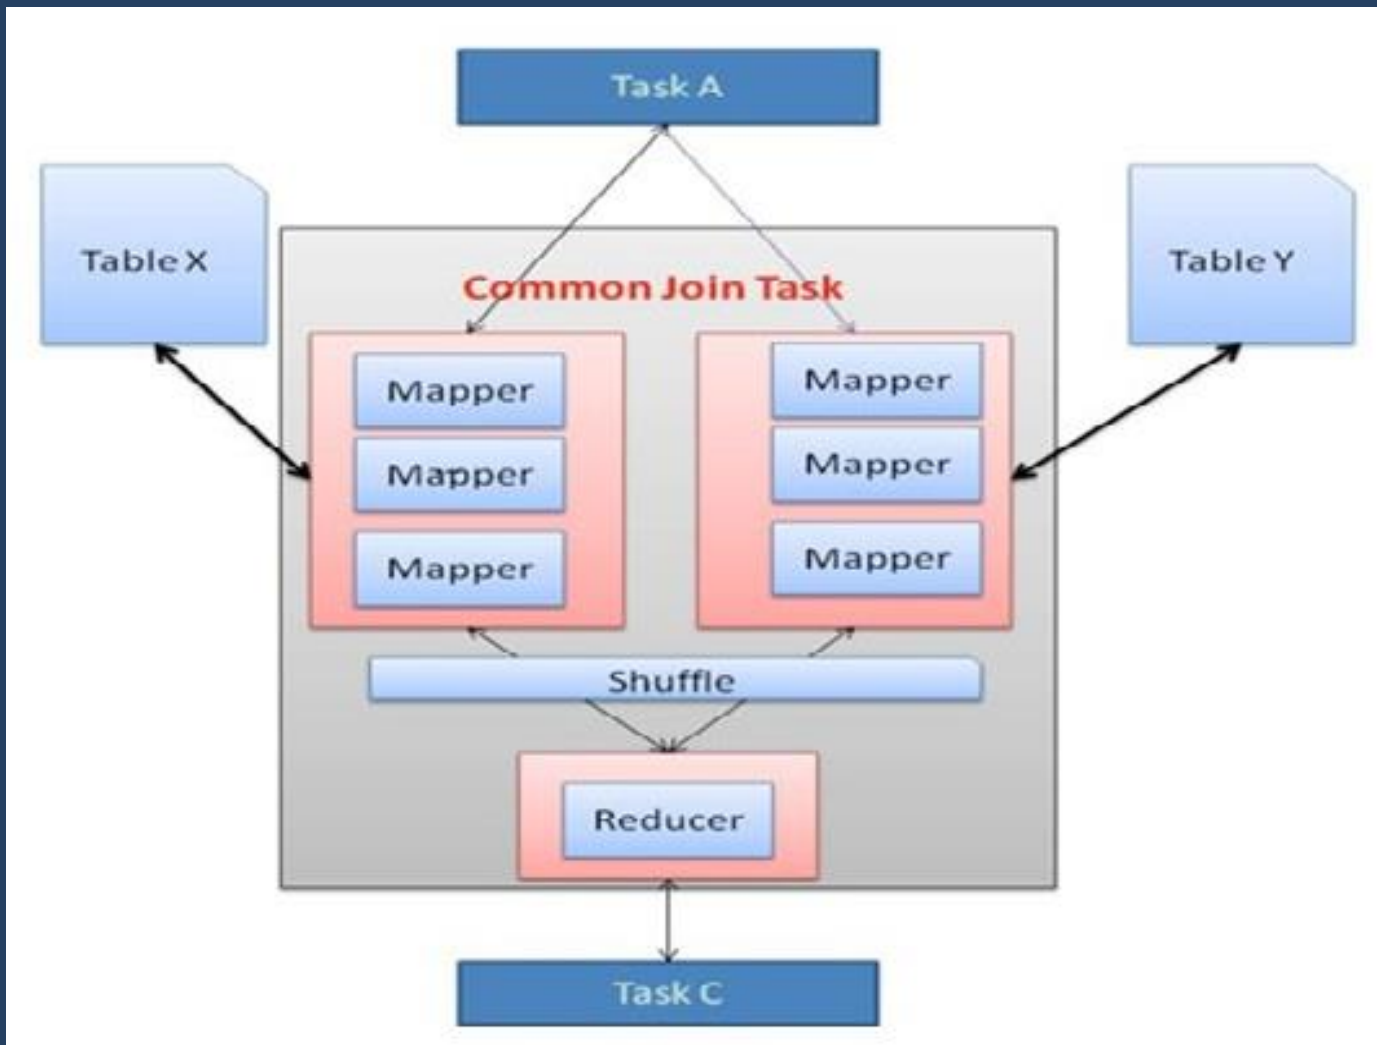 Task A
Table X
Table Y
Common Join Task
Mapper
Mapper
Mapper
Mapper
Mapper
Mapper
Shuffle
Reducer
Task C